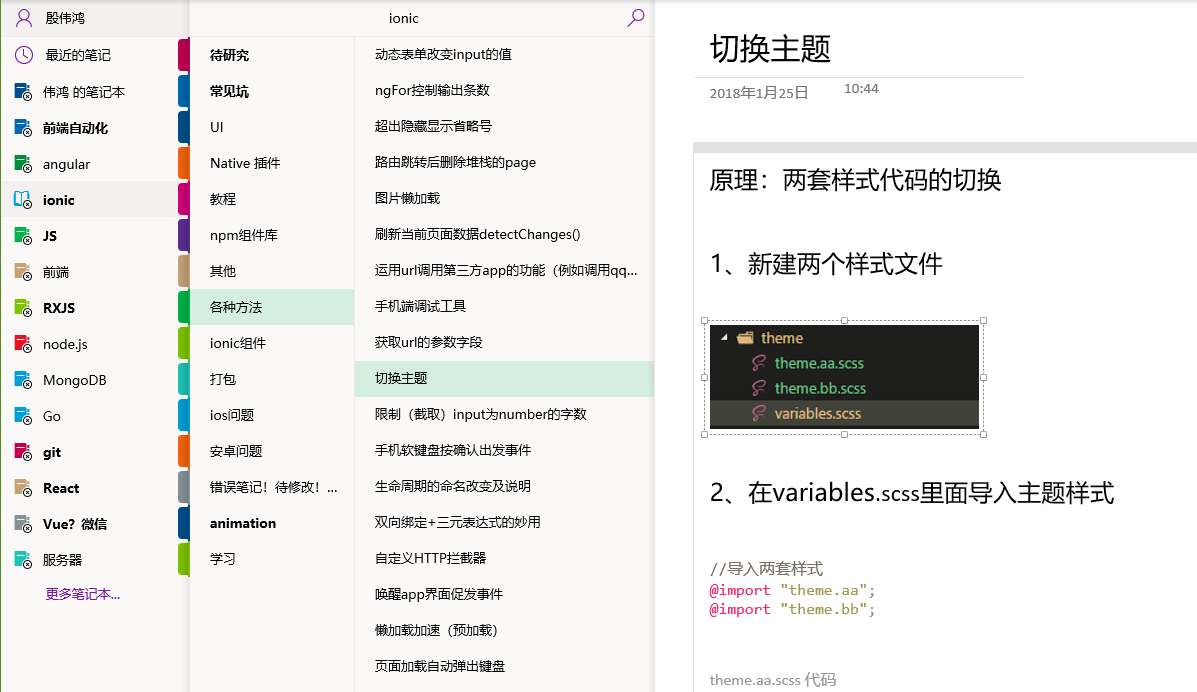 殷伟鸿
最近的笔记
伟鸿 的笔记本
前端自动化
angular
ionic
JS
前端
RXJS
node.js
MongoDB
Go
git
React
Vue？微信
服务器
更多笔记本...
ionic
待研究
常见坑
UI
Native 插件
教程
npm组件库
其他
各种方法
ionic组件
打包
ios问题
安卓问题
错误笔记！待修改！...
animation
学习
动态表单改变input的值
ngFor控制输出条数
超出隐藏显示省略号
路由跳转后删除堆栈的page
图片懒加载
刷新当前页面数据detectChanges()
运用url调用第三方app的功能（例如调用qq...
手机端调试工具
获取url的参数字段
切换主题
限制（截取）input为number的字数
手机软键盘按确认出发事件
生命周期的命名改变及说明
双向绑定+三元表达式的妙用
自定义HTTP拦截器
唤醒app界面促发事件
懒加载加速（预加载）
页面加载自动弹出键盘
切换主题
2018年1月25日 10:44
原理：两套样式代码的切换
1、新建两个样式文件
theme
theme.aa.scss
theme.bb.scss
variables.scss
2、在variables.scss里面导入主题样式
//导入两套样式
@import "theme.aa";
@import "theme.bb";
theme.aa.scss 代码